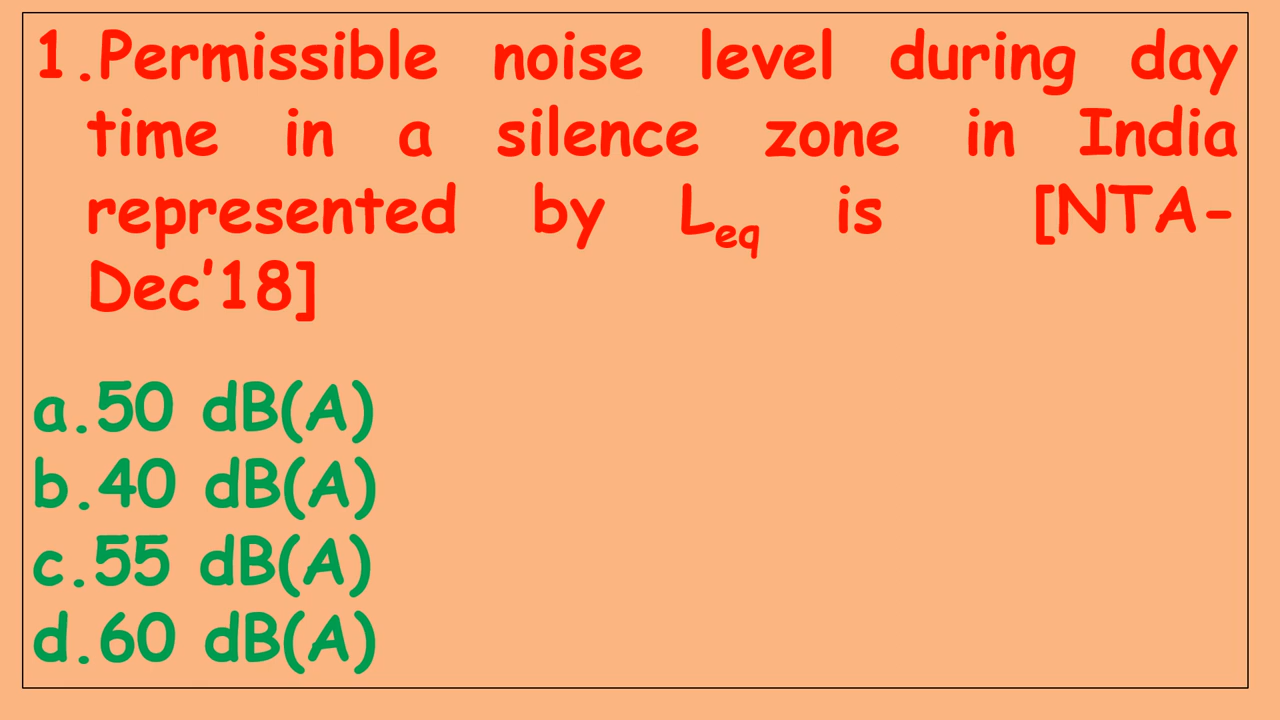 1.Permissible noise level during day
time in a silence zone in India
represented by Leq is [NTA-
Dec'18]
a.50 dB(A)
b.40 dB(A)
c.55 dB(A)
d.60 dB(A)